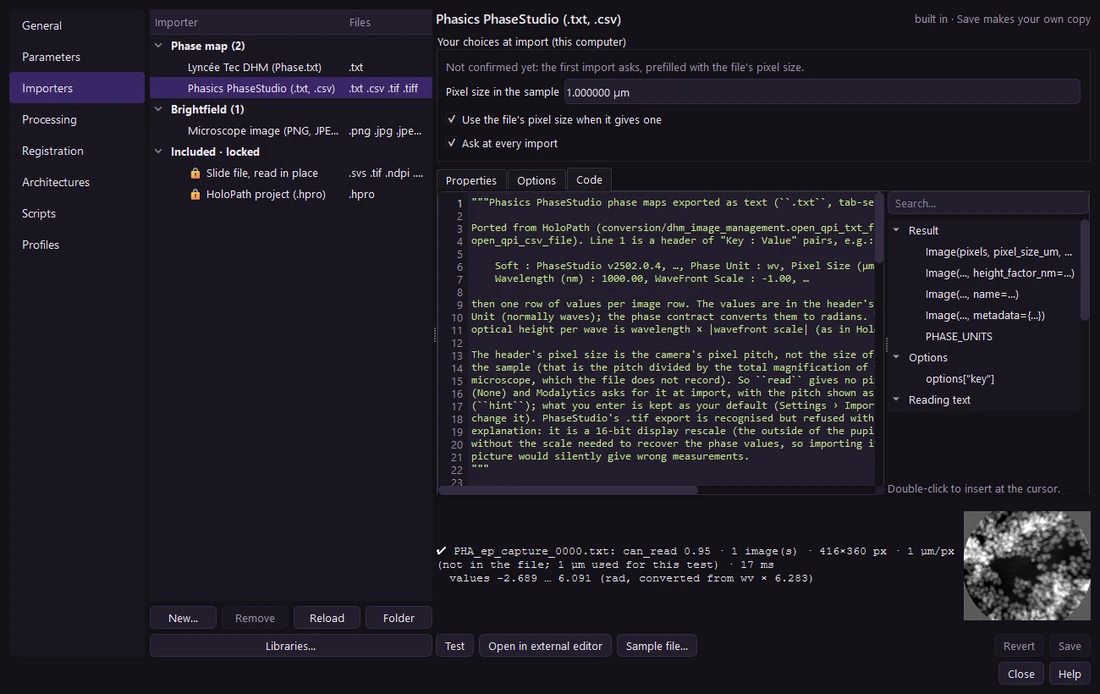 General
Parameters
Importers
Processing
Registration
Architectures
Scripts
Profiles
Importer Files
Phase map (2)
Lyncée Tec DHM (Phase.txt) .txt
Phasics PhaseStudio (.txt, .csv) .txt .csv .tif .tiff
Brightfield (1)
Microscope image (PNG, JPE... .png .jpg .jpe...
Included · locked
Slide file, read in place .svs .tif .ndpi ....
HoloPath project (.hpro) .hpro
New... Remove Reload Folder
Libraries...
Phasics PhaseStudio (.txt, .csv) built in · Save makes your own copy
Your choices at import (this computer)
Not confirmed yet: the first import asks, prefilled with the file's pixel size.
Pixel size in the sample 1.000000 µm
✓ Use the file's pixel size when it gives one
✓ Ask at every import
Properties Options Code
1 """Phasics PhaseStudio phase maps exported as text (``.txt``, tab-se
2
3 Ported from HoloPath (conversion/dhm_image_management.open_qpi_txt_f
4 open_qpi_csv_file). Line 1 is a header of "Key : Value" pairs, e.g.:
5
6 Soft : PhaseStudio v2502.0.4, …, Phase Unit : wv, Pixel Size (µm
7 Wavelength (nm) : 1000.00, WaveFront Scale : -1.00, …
8
9 then one row of values per image row. The values are in the header's
10 Unit (normally waves); the phase contract converts them to radians.
11 optical height per wave is wavelength × |wavefront scale| (as in Hol
12
13 The header's pixel size is the camera's pixel pitch, not the size of
14 the sample (that is the pitch divided by the total magnification of
15 microscope, which the file does not record). So ``read`` gives no pi
16 (None) and Modalytics asks for it at import, with the pitch shown as
17 (``hint``); what you enter is kept as your default (Settings › Impor
18 change it). PhaseStudio's .tif export is recognised but refused with
19 explanation: it is a 16-bit display rescale (the outside of the pupi
20 without the scale needed to recover the phase values, so importing i
21 picture would silently give wrong measurements.
22 """
23
Search...
Result
Image(pixels, pixel_size_um, ...
Image(..., height_factor_nm=...)
Image(..., name=...)
Image(..., metadata={...})
PHASE_UNITS
Options
options["key"]
Reading text
Double-click to insert at the cursor.
✔ PHA_ep_capture_0000.txt: can_read 0.95 · 1 image(s) · 416×360 px · 1 µm/px
(not in the file; 1 µm used for this test) · 17 ms
values -2.689 … 6.091 (rad, converted from wv × 6.283)
Test Open in external editor Sample file... Revert Save
Close Help